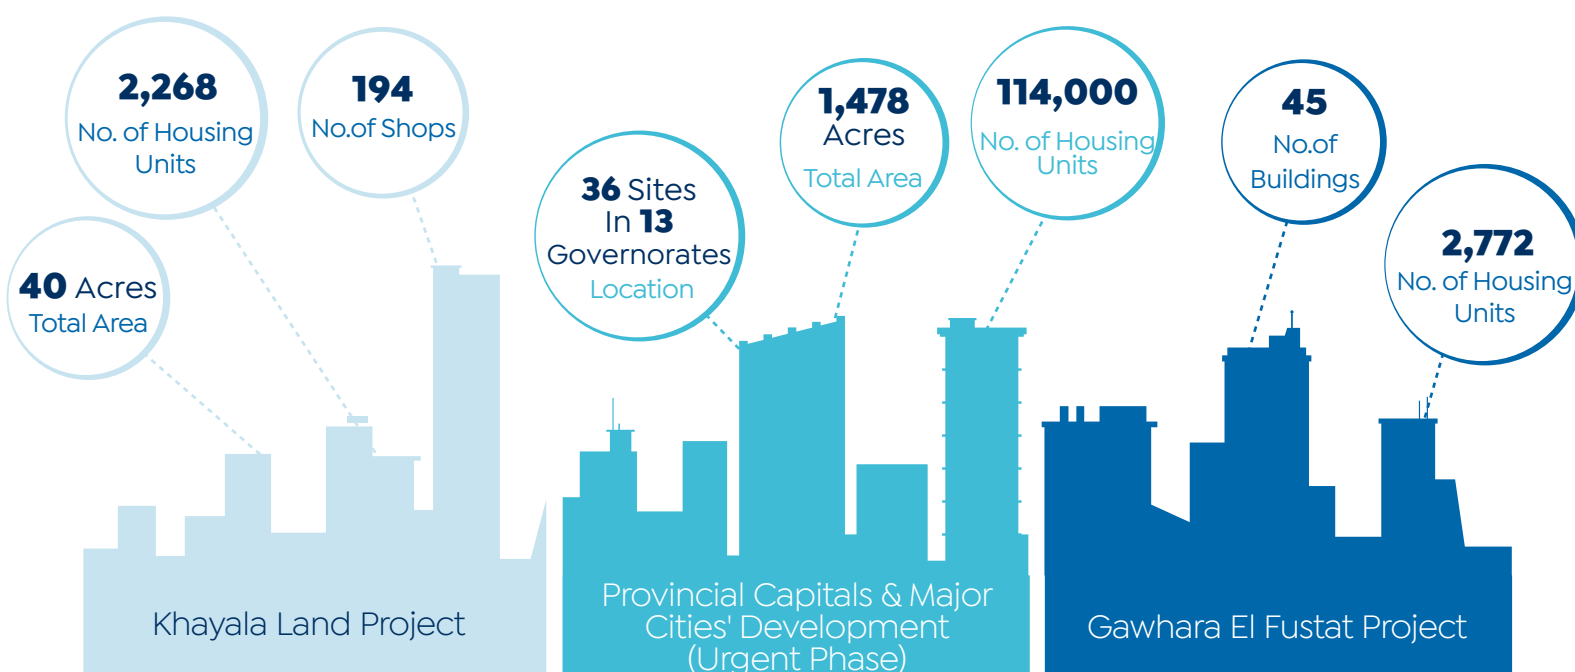 2,268
No. of Housing
Units
194
No.of Shops
40 Acres
Total Area
Khayala Land Project
36 Sites
In 13
Governorates
Location
1,478
Acres
Total Area
114,000
No. of Housing
Units
Provincial Capitals & Major
Cities' Development
(Urgent Phase)
45
No.of
Buildings
2,772
No. of Housing
Units
Gawhara El Fustat Project